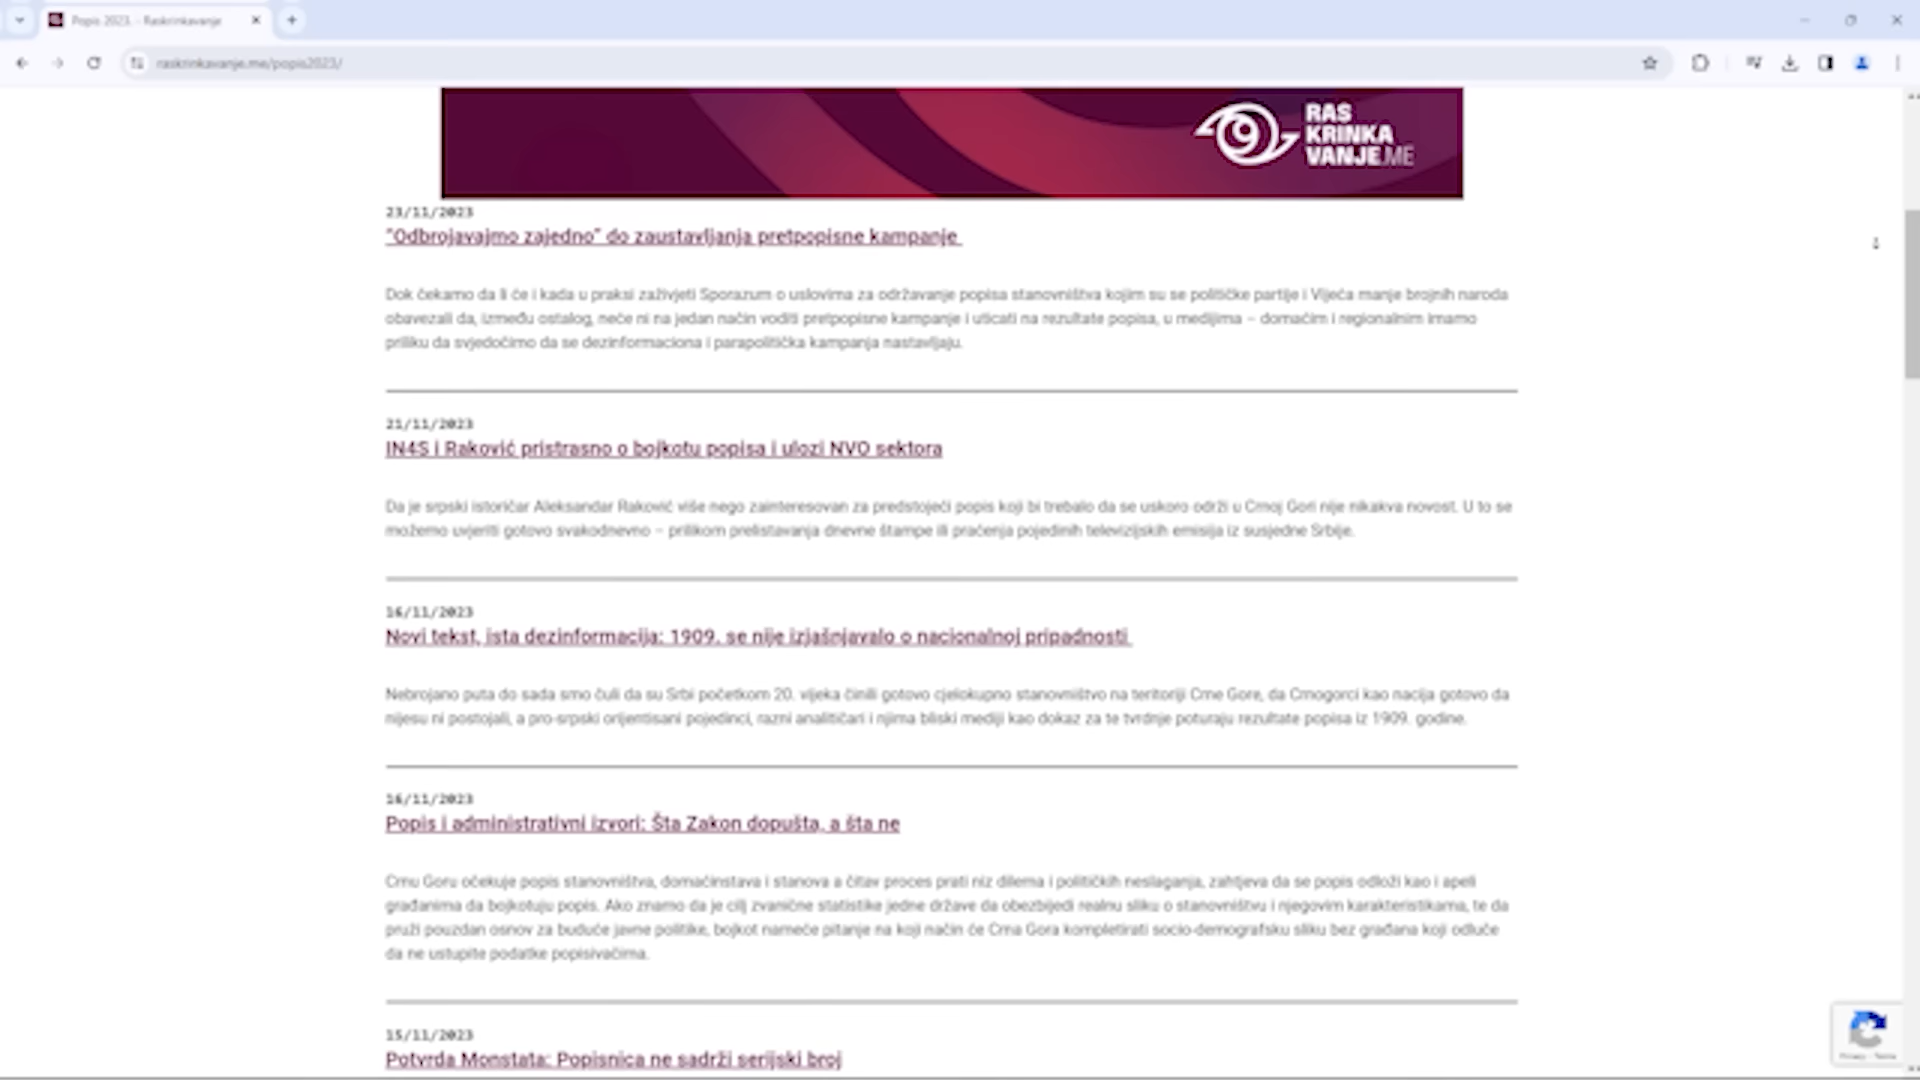 Popis 2023. - Raskrinkavanje
raskrinkavanje.me/popis2023/
RAS
KRINKA
VANJE.ME
23/11/2023
"Odbrojavajmo zajedno" do zaustavljanja pretpopisne kampanje
Dok čekamo da li će i kada u praksi zaživjeti Sporazum o uslovima za održavanje popisa stanovništva kojim su se političke partije i Vijeća manje brojnih naroda
obavezali da, između ostalog, neće ni na jedan način voditi pretpopisne kampanje i uticati na rezultate popisa, u medijima – domaćim i regionalnim imamo
priliku da svjedočimo da se dezinformaciona i parapolitička kampanja nastavljaju.
21/11/2023
IN4S i Raković pristrasno o bojkotu popisa i ulozi NVO sektora
Da je srpski istoričar Aleksandar Raković više nego zainteresovan za predstojeći popis koji bi trebalo da se uskoro održi u Crnoj Gori nije nikakva novost. U to se
možemo uvjeriti gotovo svakodnevno – prilikom prelistavanja dnevne štampe ili praćenja pojedinih televizijskih emisija iz susjedne Srbije.
16/11/2023
Novi tekst, ista dezinformacija: 1909. se nije izjašnjavalo o nacionalnoj pripadnosti
Nebrojano puta do sada smo čuli da su Srbi početkom 20. vijeka činili gotovo cjelokupno stanovništvo na teritoriji Crne Gore, da Crnogorci kao nacija gotovo da
nijesu ni postojali, a pro-srpski orijentisani pojedinci, razni analitičari i njima bliski mediji kao dokaz za te tvrdnje poturaju rezultate popisa iz 1909. godine.
16/11/2023
Popis i administrativni izvori: Šta Zakon dopušta, a šta ne
Crnu Goru očekuje popis stanovništva, domaćinstava i stanova a čitav proces prati niz dilema i političkih neslaganja, zahtjeva da se popis odloži kao i apeli
građanima da bojkotuju popis. Ako znamo da je cilj zvanične statistike jedne države da obezbijedi realnu sliku o stanovništvu i njegovim karakteristikama, te da
pruži pouzdan osnov za buduće javne politike, bojkot nameće pitanje na koji način će Crna Gora kompletirati socio-demografsku sliku bez građana koji odluče
da ne ustupite podatke popisivačima.
15/11/2023
Potvrda Monstata: Popisnica ne sadrži serijski broj
Privacy - Terms